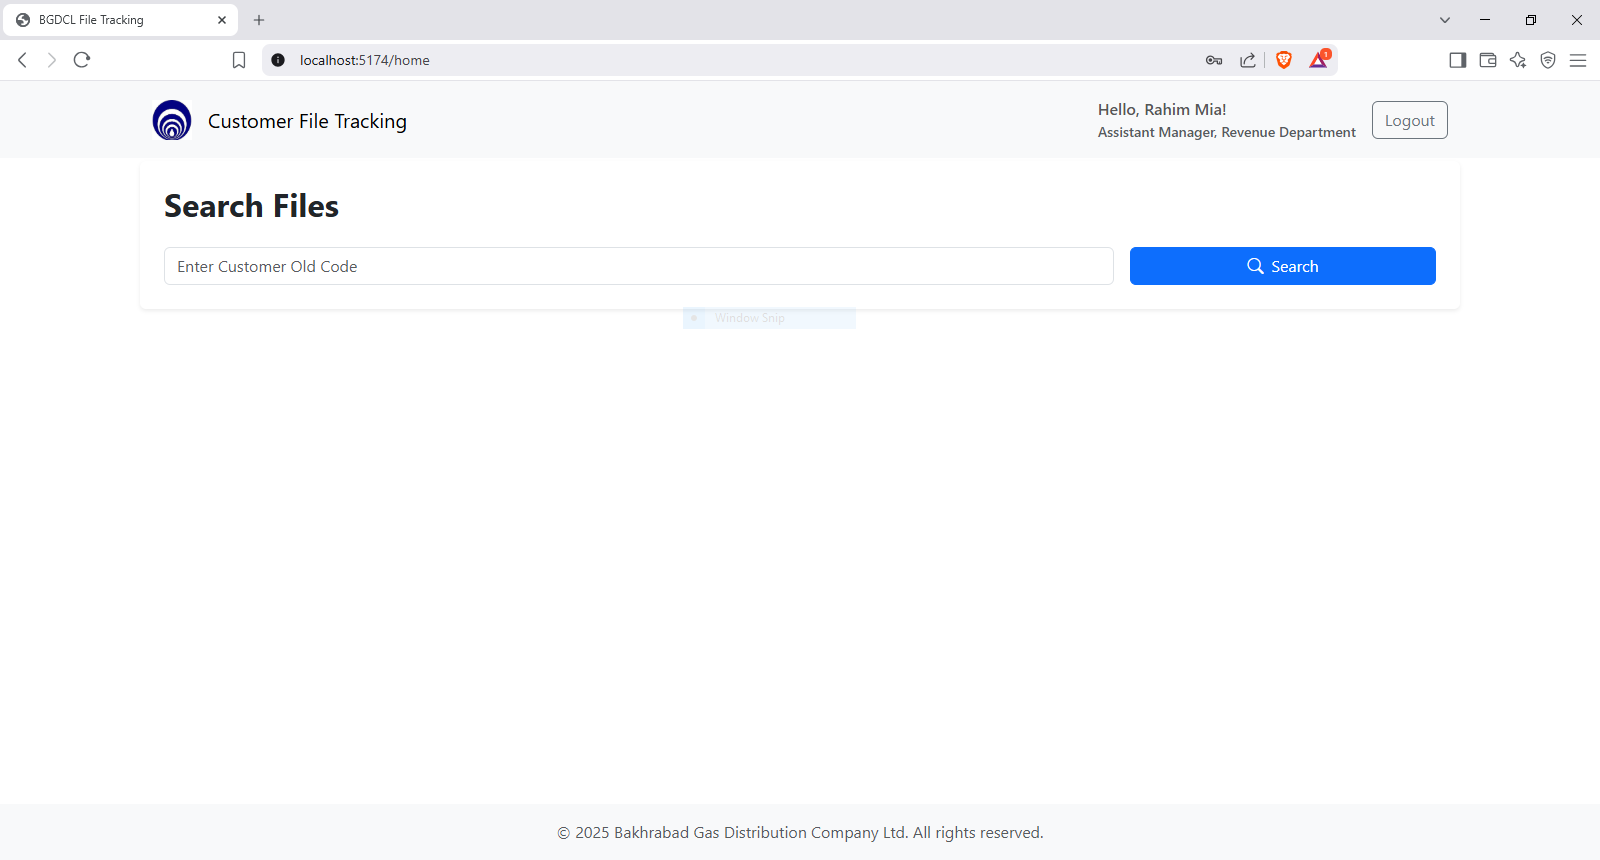 BGDCL File Tracking
localhost:5174/home
1
Customer File Tracking
Hello, Rahim Mia!
Assistant Manager, Revenue Department
Logout
Search Files
Enter Customer Old Code
Search
Window Snip
© 2025 Bakhrabad Gas Distribution Company Ltd. All rights reserved.